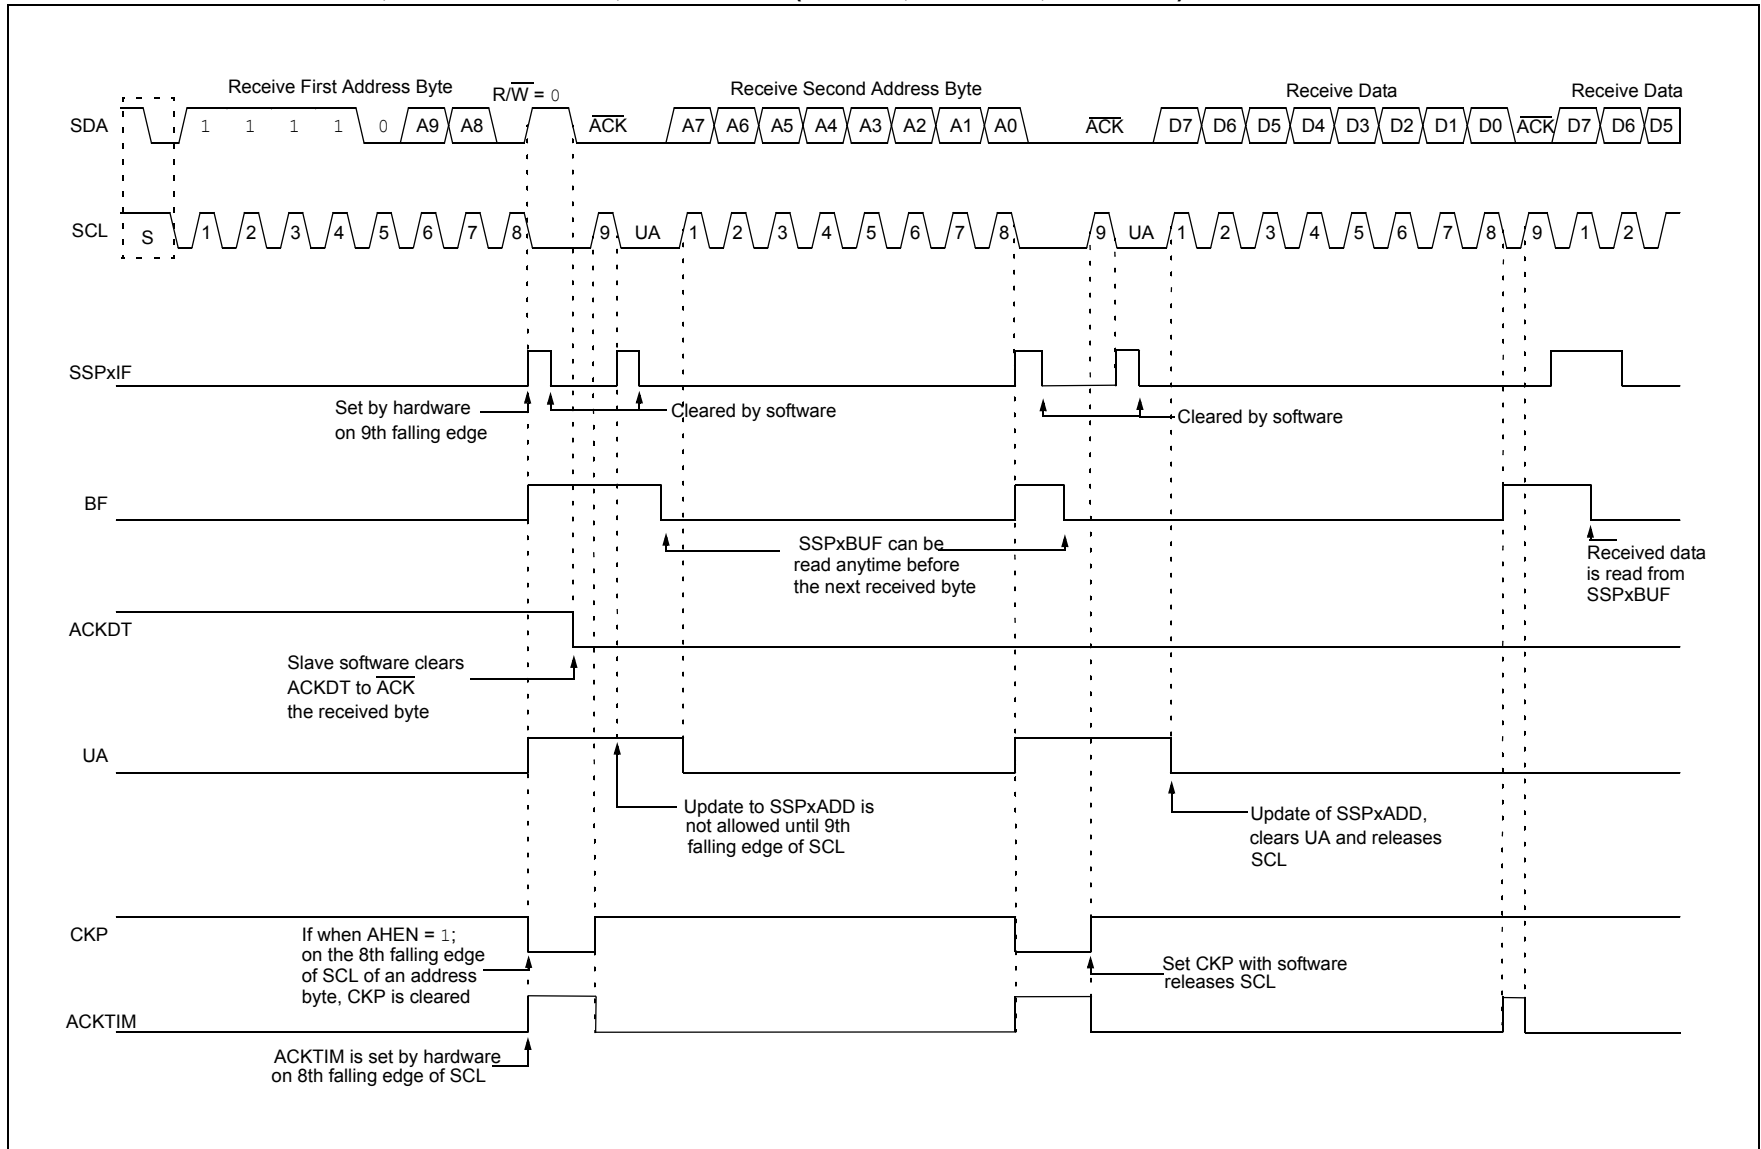 Receive First Address Byte
R/W = 0
Receive Second Address Byte
Receive Data
Receive Data
SDA
1 1 1 1 0 A9 A8
ACK
A7 A6 A5 A4 A3 A2 A1 A0
ACK
D7 D6 D5 D4 D3 D2 D1 D0
ACK
D7 D6 D5
SCL
S
1 2 3 4 5 6 7 8 9 UA 1 2 3 4 5 6 7 8 9 UA 1 2 3 4 5 6 7 8 9 1 2
SSPxIF
Set by hardware
on 9th falling edge
Cleared by software
Cleared by software
BF
SSPxBUF can be
read anytime before
the next received byte
Received data
is read from
SSPxBUF
ACKDT
Slave software clears
ACKDT to ACK
the received byte
UA
Update to SSPxADD is
not allowed until 9th
falling edge of SCL
Update of SSPxADD,
clears UA and releases
SCL
CKP
If when AHEN = 1;
on the 8th falling edge
of SCL of an address
byte, CKP is cleared
Set CKP with software
releases SCL
ACKTIM
ACKTIM is set by hardware
on 8th falling edge of SCL